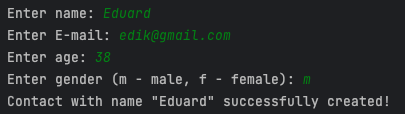 Enter name: Eduard
Enter E-mail: edik@gmail.com
Enter age: 38
Enter gender (m - male, f - female): m
Contact with name "Eduard" successfully created!